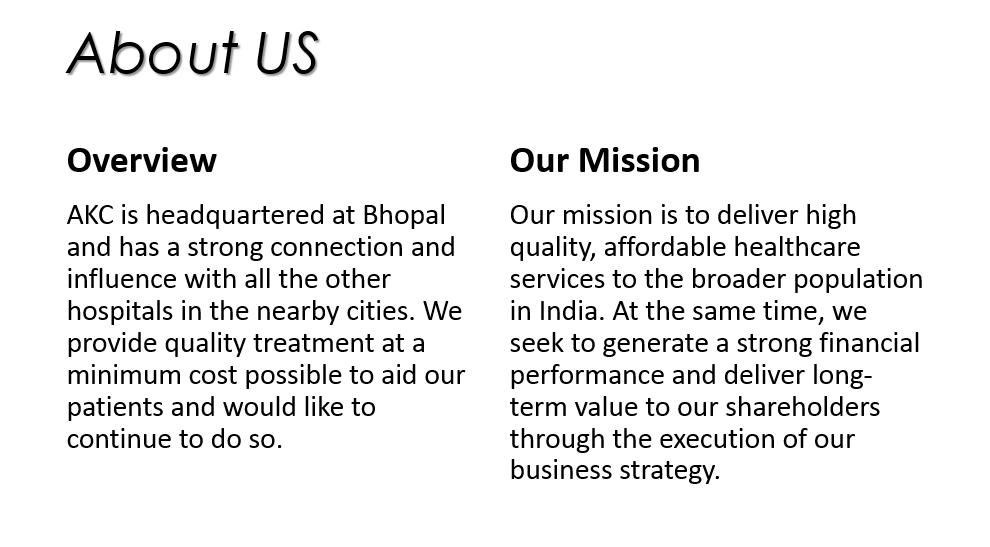 About US
Overview
AKC is headquartered at Bhopal
and has a strong connection and
influence with all the other
hospitals in the nearby cities. We
provide quality treatment at a
minimum cost possible to aid our
patients and would like to
continue to do so.
Our Mission
Our mission is to deliver high
quality, affordable healthcare
services to the broader population
in India. At the same time, we
seek to generate a strong financial
performance and deliver long-
term value to our shareholders
through the execution of our
business strategy.